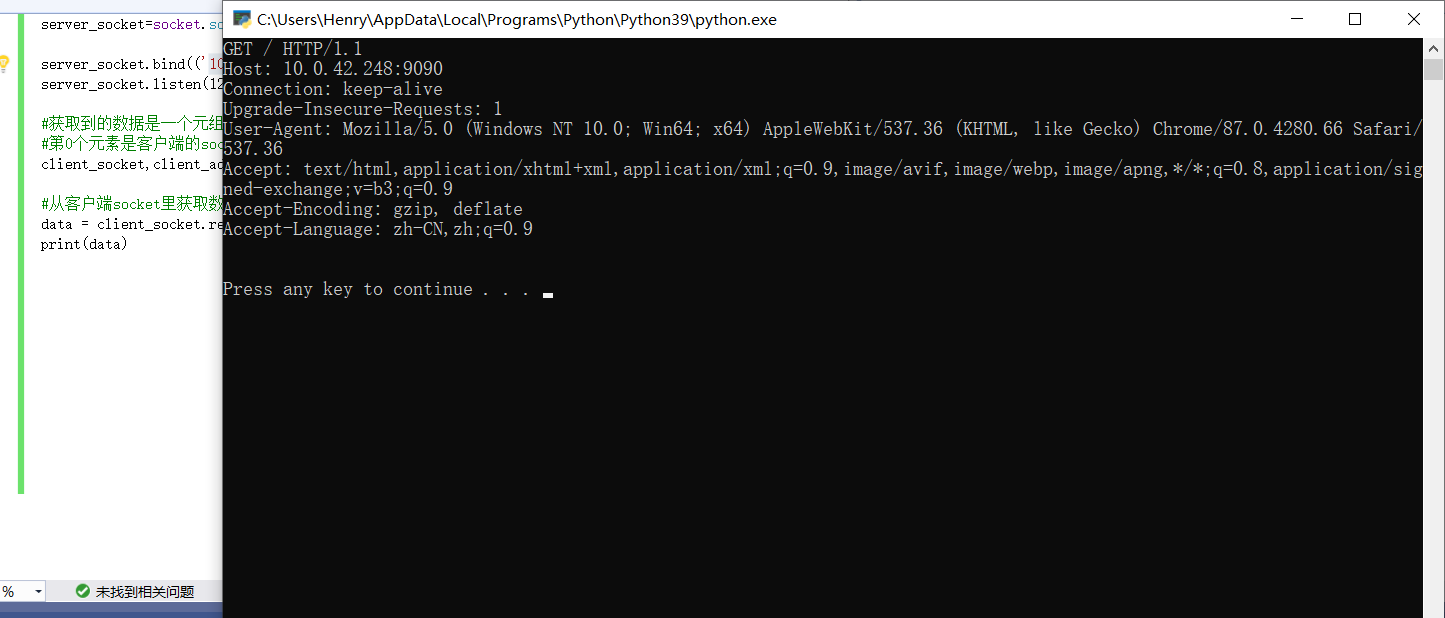 C:\Users\Henry\AppData\Local\Programs\Python\Python39\python.exe
server_socket=socket.so
server_socket.bind(('10
server_socket.listen(12
#获取到的数据是一个元组
#第0个元素是客户端的soc
client_socket,client_ad
#从客户端socket里获取数
data = client_socket.re
print(data)
GET / HTTP/1.1
Host: 10.0.42.248:9090
Connection: keep-alive
Upgrade-Insecure-Requests: 1
User-Agent: Mozilla/5.0 (Windows NT 10.0; Win64; x64) AppleWebKit/537.36 (KHTML, like Gecko) Chrome/87.0.4280.66 Safari/
537.36
Accept: text/html,application/xhtml+xml,application/xml;q=0.9,image/avif,image/webp,image/apng,*/*;q=0.8,application/sig
ned-exchange;v=b3;q=0.9
Accept-Encoding: gzip, deflate
Accept-Language: zh-CN,zh;q=0.9
Press any key to continue . . .
% 未找到相关问题